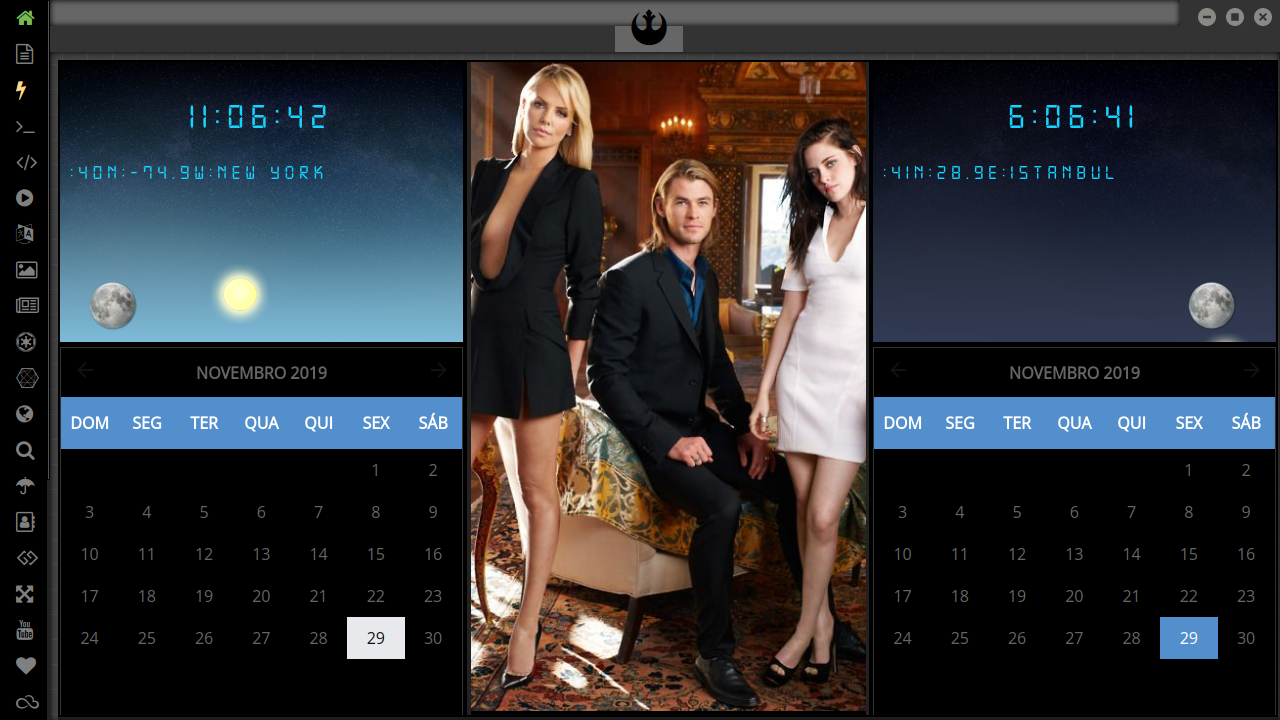 11:06:42
:40N:-74.9W:NEW YORK
NOVEMBRO 2019
DOM SEG TER QUA QUI SEX SÁB
1 2
3 4 5 6 7 8 9
10 11 12 13 14 15 16
17 18 19 20 21 22 23
24 25 26 27 28 29 30
6:06:41
:41N:28.9E:ISTANBUL
NOVEMBRO 2019
DOM SEG TER QUA QUI SEX SÁB
1 2
3 4 5 6 7 8 9
10 11 12 13 14 15 16
17 18 19 20 21 22 23
24 25 26 27 28 29 30
You
Tube